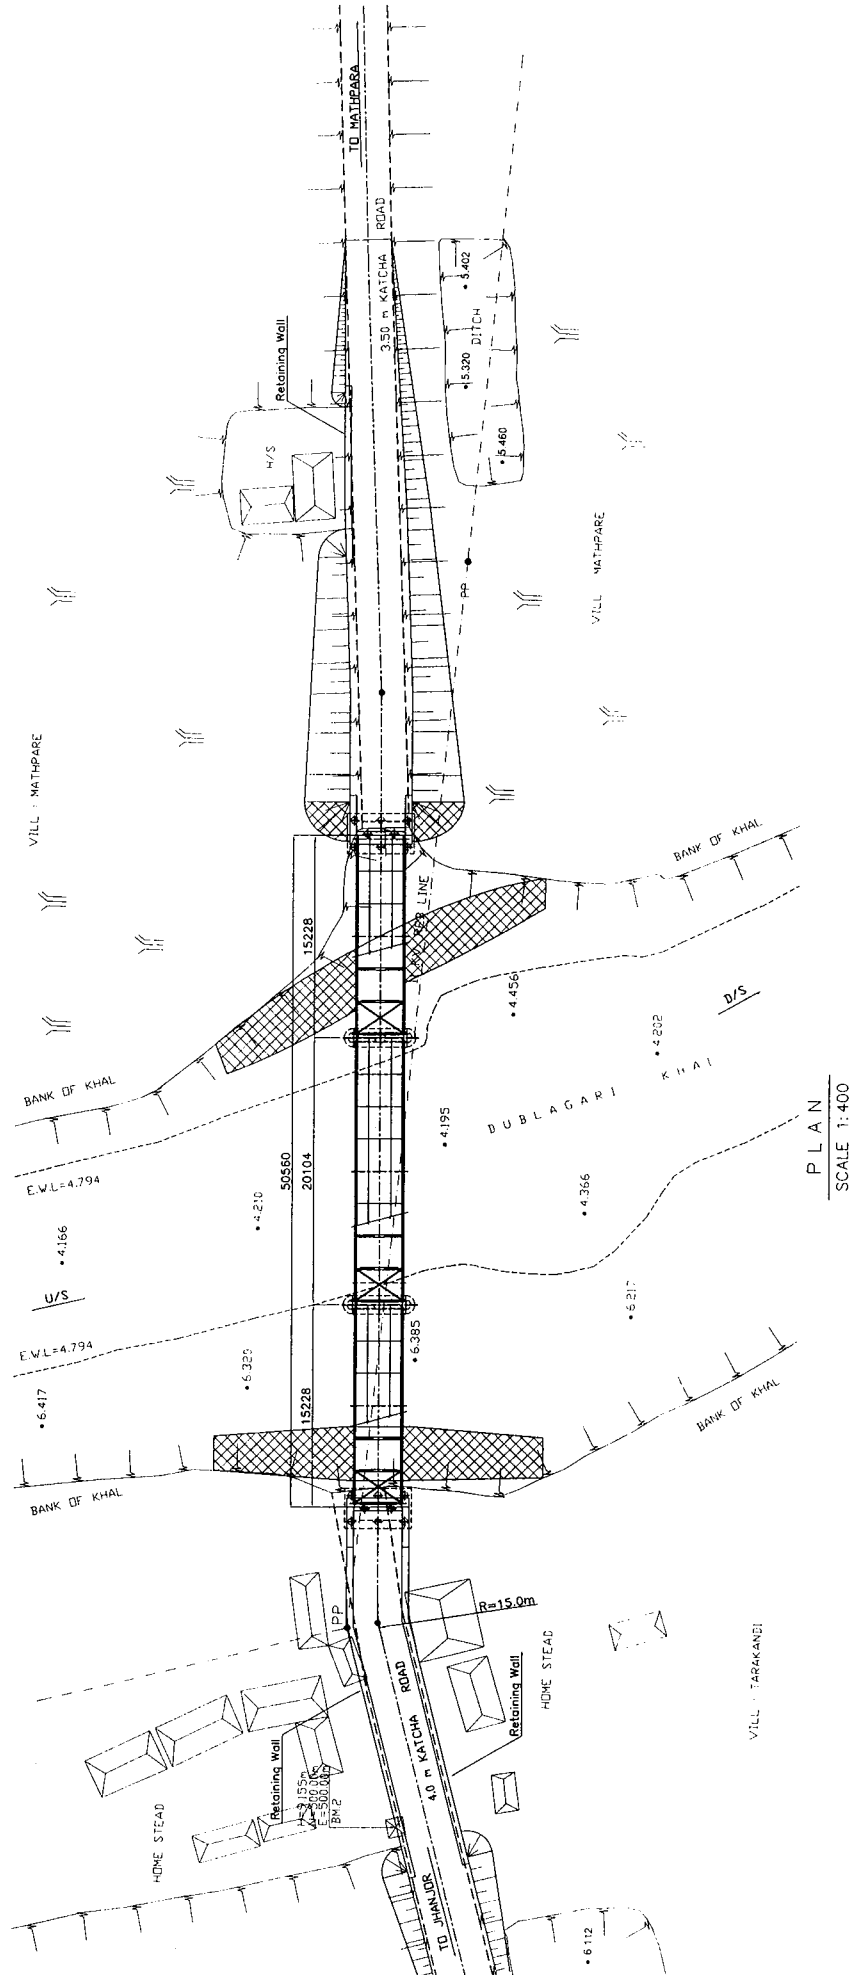 TO MATHPARA
3.50 m KATCHA ROAD
5.402
DITCH
5.320
5.460
Retaining Wall
H/S
PP
VILL MATHPARE
VILL : MATHPARE
BANK OF KHAL
LINE
15228
4.456
D/S
4.202
DUBLAGARI KHAL
BANK OF KHAL
4.195
E.W.L=4.794
50560
20104
4.210
4.366
PLAN
SCALE 1:400
4.166
U/S
6.217
E.W.L=4.794
6.385
6.417
15228
BANK OF KHAL
BANK OF KHAL
R=15.0m
PP
HOME STEAD
VILL : TARAKANDI
Retaining Wall
4.0 m KATCHA ROAD
Retaining Wall
E=500.00m
BM.2
HOME STEAD
TO JHANJOR
6.112